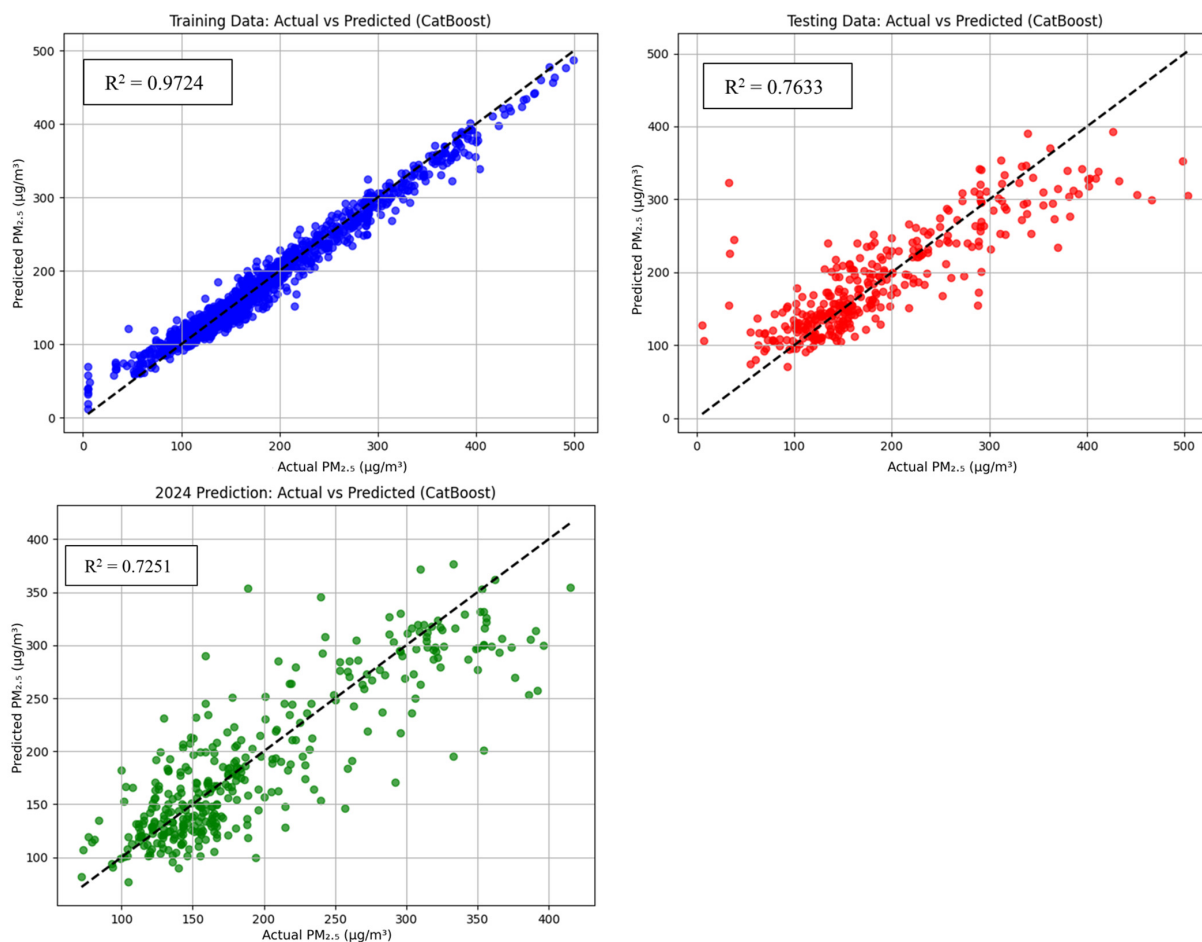 Training Data: Actual vs Predicted (CatBoost)
R² = 0.9724
Predicted PM₂.₅ (µg/m³)
500
400
300
200
100
0
0 100 200 300 400 500
Actual PM₂.₅ (µg/m³)
Testing Data: Actual vs Predicted (CatBoost)
R² = 0.7633
Predicted PM₂.₅ (µg/m³)
500
400
300
200
100
0
0 100 200 300 400 500
Actual PM₂.₅ (µg/m³)
2024 Prediction: Actual vs Predicted (CatBoost)
R² = 0.7251
Predicted PM₂.₅ (µg/m³)
400
350
300
250
200
150
100
100 150 200 250 300 350 400
Actual PM₂.₅ (µg/m³)